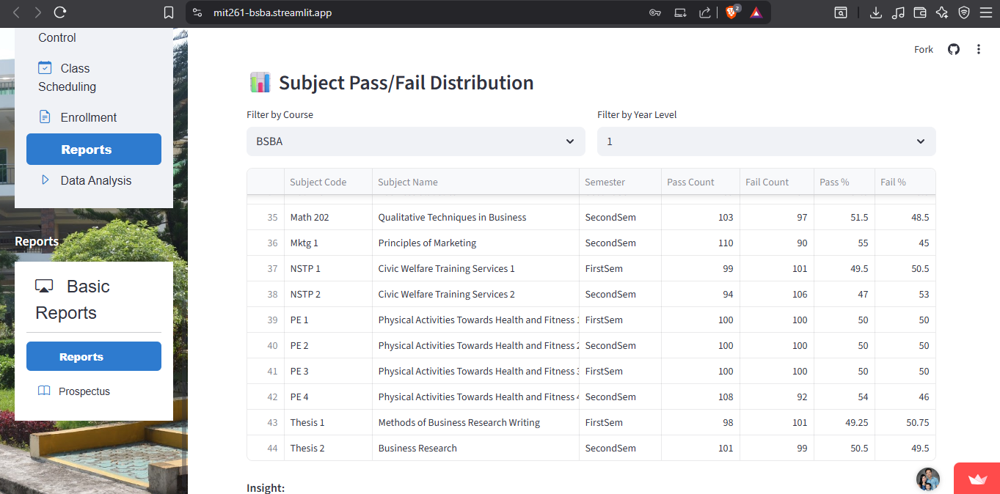 mit261-bsba.streamlit.app
2
Control
Class
Scheduling
Enrollment
Reports
Data Analysis
Reports
Basic
Reports
Reports
Prospectus
Fork
Subject Pass/Fail Distribution
Filter by Course
Filter by Year Level
BSBA
1
Subject Code Subject Name Semester Pass Count Fail Count Pass % Fail %
35 Math 202 Qualitative Techniques in Business SecondSem 103 97 51.5 48.5
36 Mktg 1 Principles of Marketing SecondSem 110 90 55 45
37 NSTP 1 Civic Welfare Training Services 1 FirstSem 99 101 49.5 50.5
38 NSTP 2 Civic Welfare Training Services 2 SecondSem 94 106 47 53
39 PE 1 Physical Activities Towards Health and Fitness 1 FirstSem 100 100 50 50
40 PE 2 Physical Activities Towards Health and Fitness 2 SecondSem 100 100 50 50
41 PE 3 Physical Activities Towards Health and Fitness 3 FirstSem 100 100 50 50
42 PE 4 Physical Activities Towards Health and Fitness 4 SecondSem 108 92 54 46
43 Thesis 1 Methods of Business Research Writing FirstSem 98 101 49.25 50.75
44 Thesis 2 Business Research SecondSem 101 99 50.5 49.5
Insight: